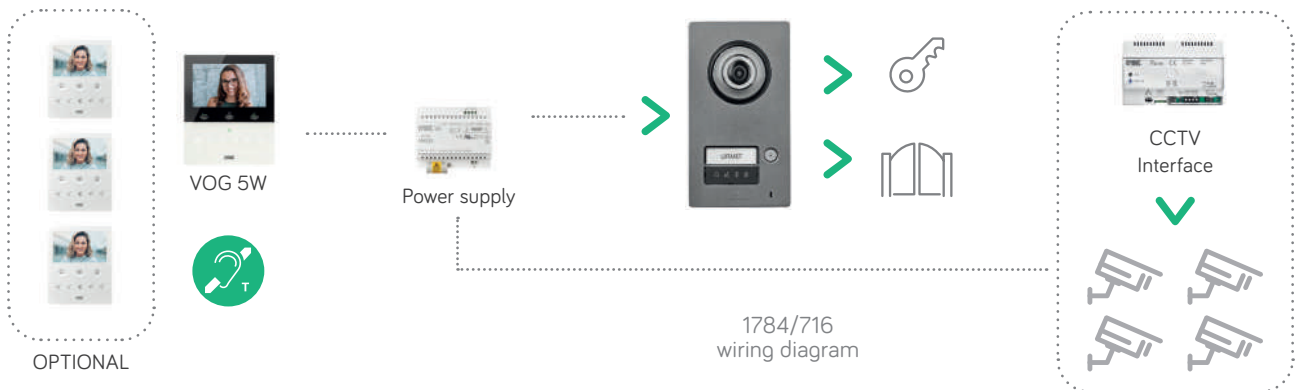 OPTIONAL
VOG 5W
T
Power supply
1784/716
wiring diagram
CCTV
Interface